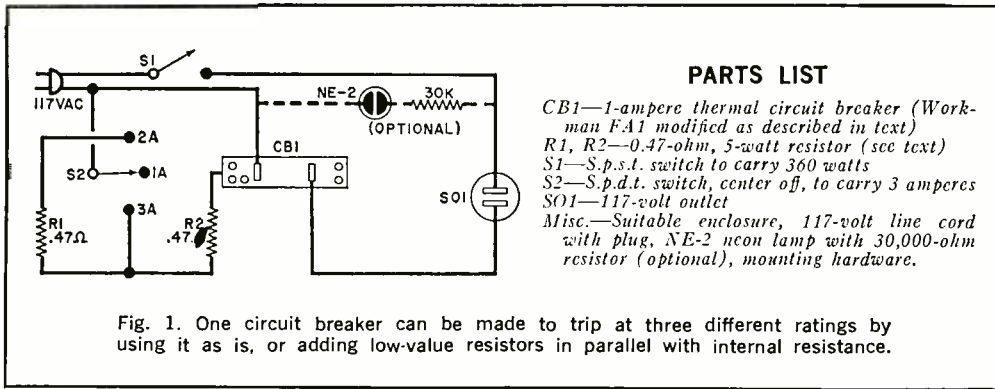 S1
117VAC
NE-2
30K
(OPTIONAL)
2A
CB1
S2
1A
3A
SO1
R1
.47Ω
R2
.47
PARTS LIST
CB1—1-ampere thermal circuit breaker (Work-
man FA1 modified as described in text)
R1, R2—0.47-ohm, 5-watt resistor (see text)
S1—S.p.s.t. switch to carry 360 watts
S2—S.p.d.t. switch, center off, to carry 3 amperes
SO1—117-volt outlet
Misc.—Suitable enclosure, 117-volt line cord
with plug, NE-2 neon lamp with 30,000-ohm
resistor (optional), mounting hardware.
Fig. 1. One circuit breaker can be made to trip at three different ratings by
using it as is, or adding low-value resistors in parallel with internal resistance.